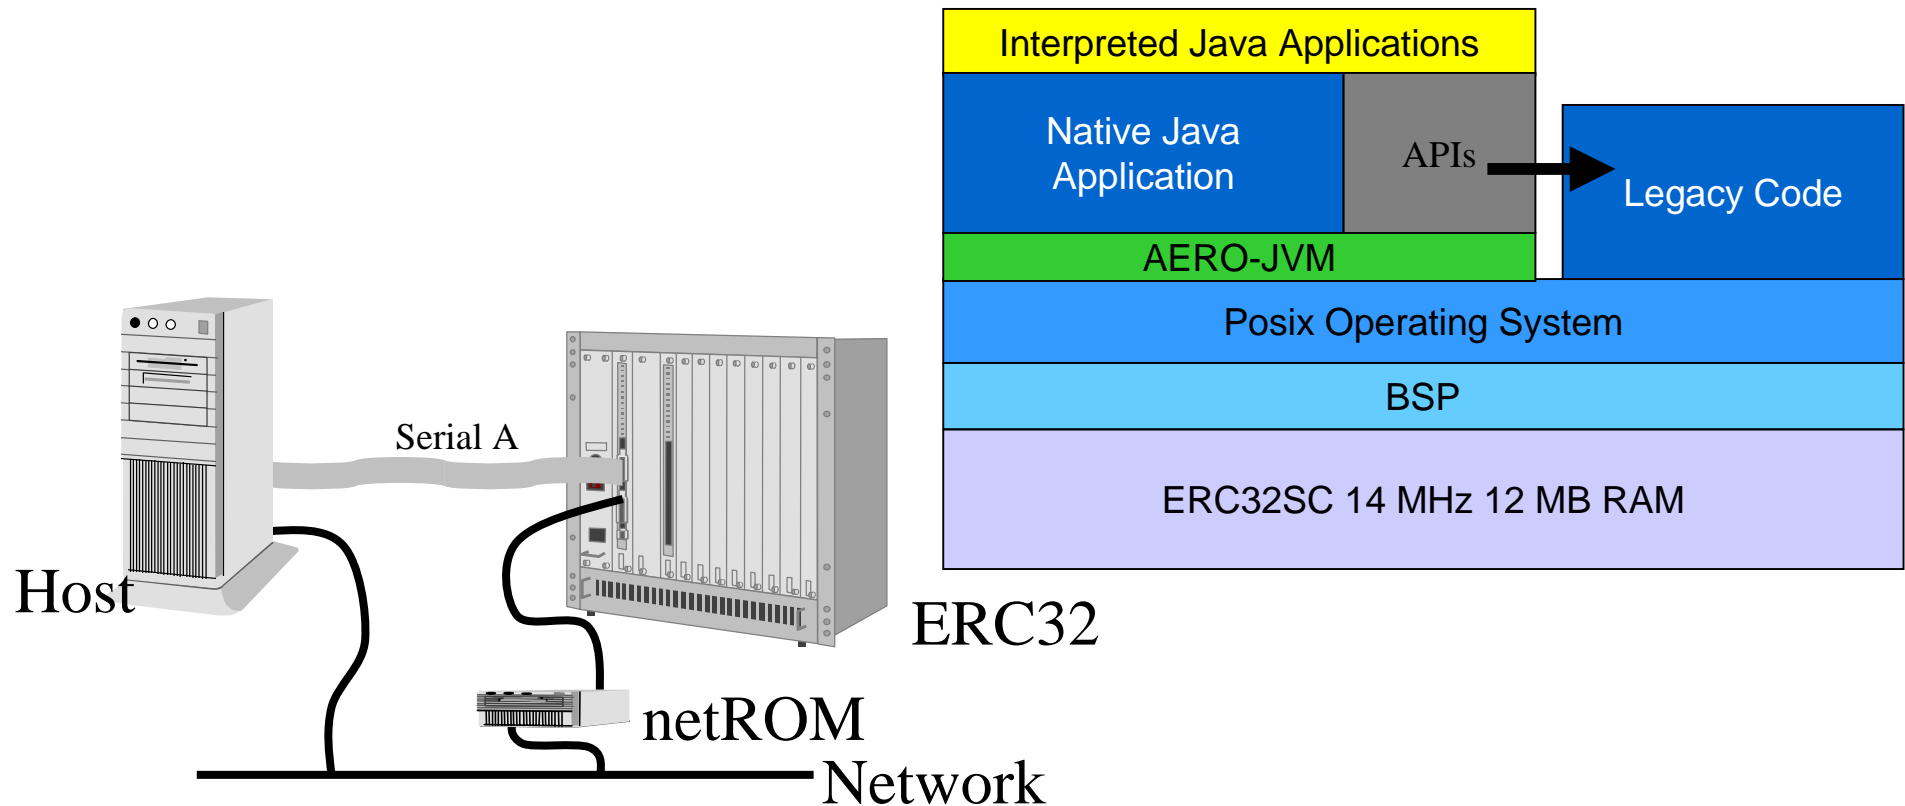 Interpreted Java Applications
Native Java
Application
APIs
Legacy Code
AERO-JVM
Posix Operating System
BSP
ERC32SC 14 MHz 12 MB RAM
Serial A
Host
ERC32
netROM
Network